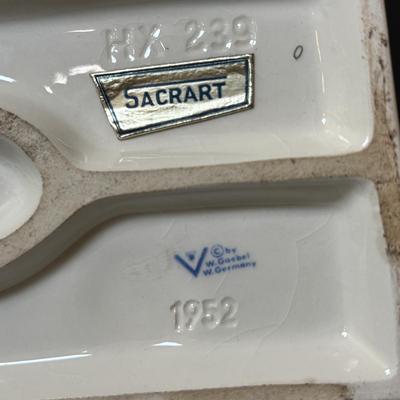 HX 239
SACRART
© by
W. Goebel
W. Germany
1952